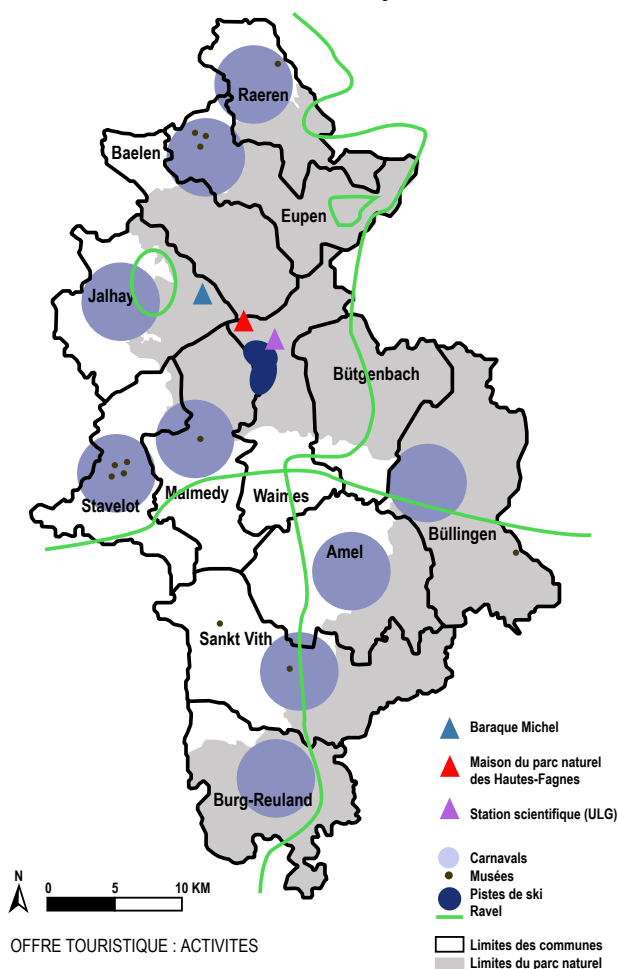 Raeren
Baelen
Eupen
Jalhay
Bütgenbach
Stavelot
Malmedy
Waimes
Büllingen
Amel
Sankt Vith
Burg-Reuland
Baraque Michel
Maison du parc naturel
des Hautes-Fagnes
Station scientifique (ULG)
Carnavals
Musées
Pistes de ski
Ravel
Limites des communes
Limites du parc naturel
N
0 5 10 KM
OFFRE TOURISTIQUE : ACTIVITES